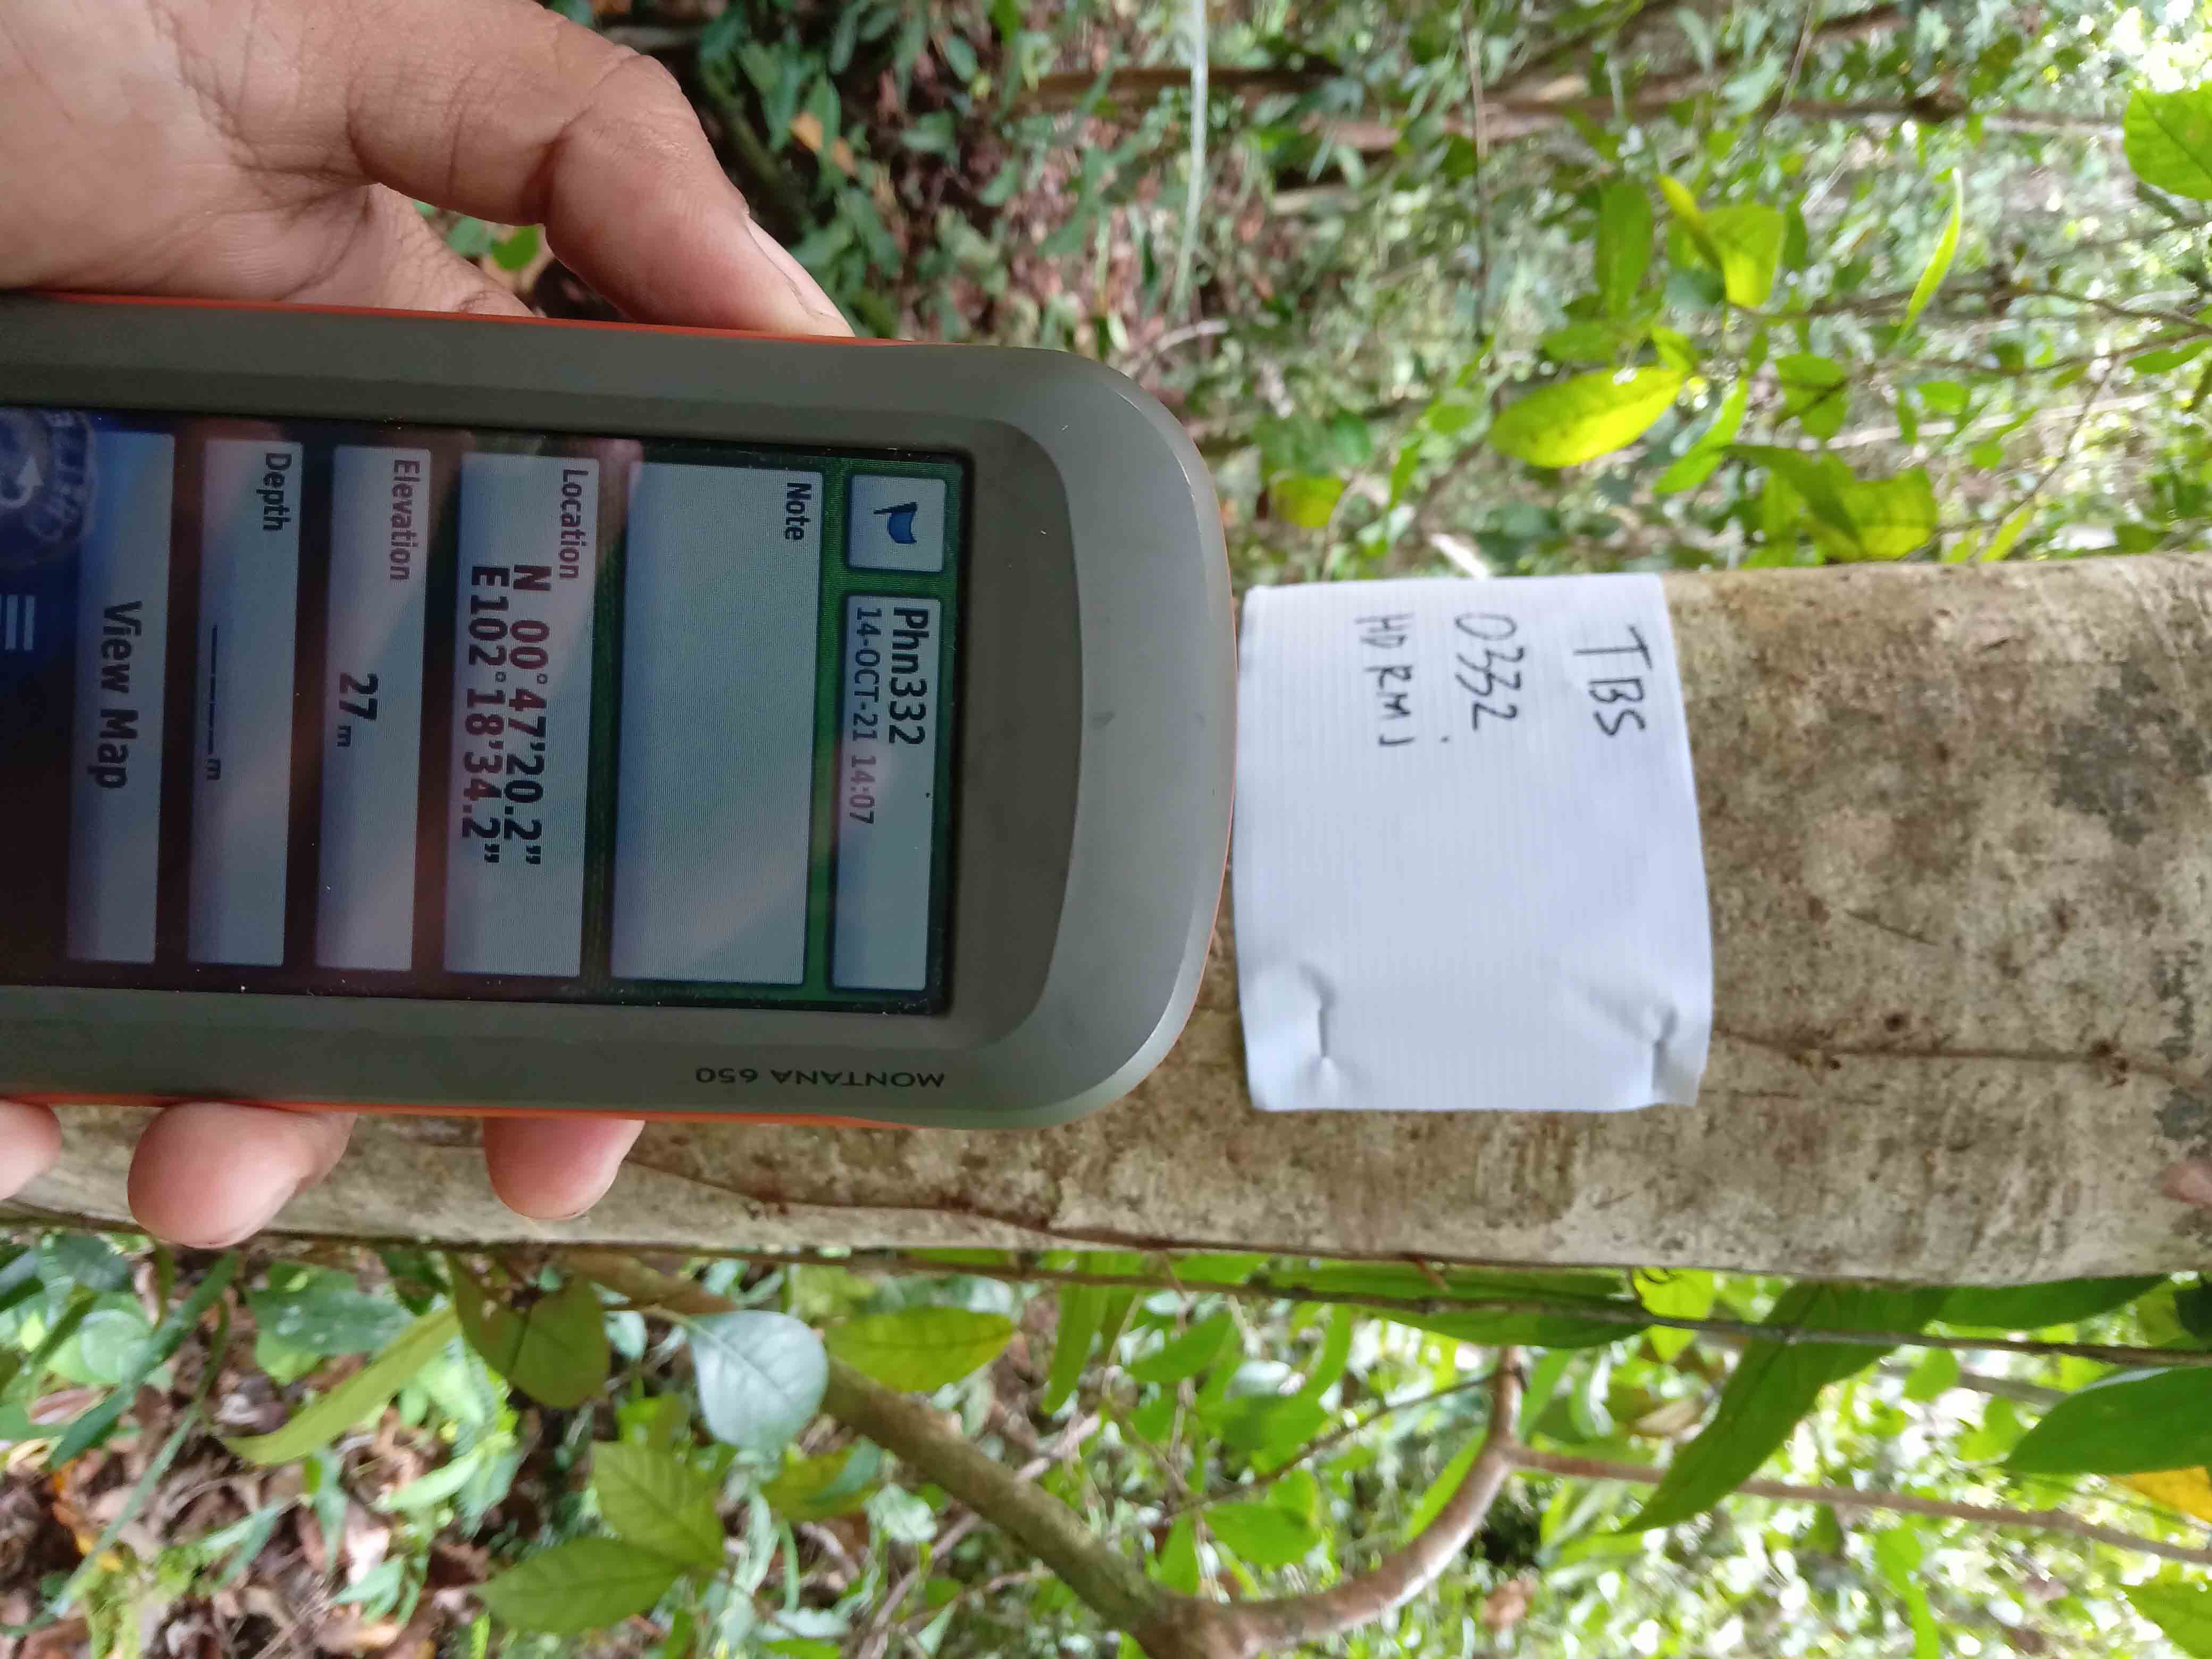 Phn332
14-OCT-21 14:07
Note
Location
N 00°47'20.2"
E102°18'34.2"
Elevation
27 m
Depth
_____m
View Map
MONTANA 650
TBS
0332
HD RMJ